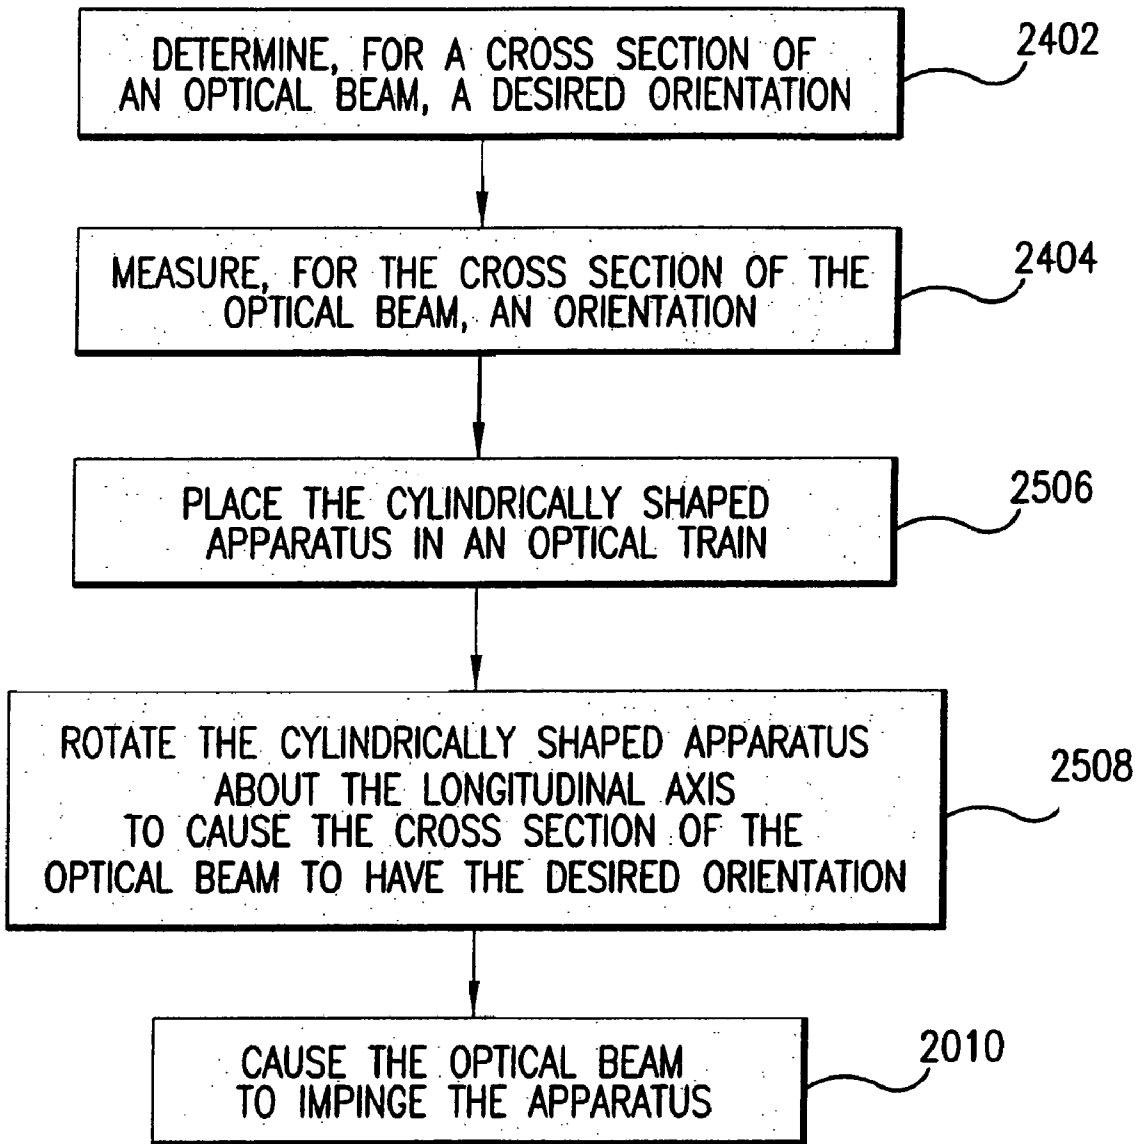 DETERMINE, FOR A CROSS SECTION OF
AN OPTICAL BEAM, A DESIRED ORIENTATION
2402
MEASURE, FOR THE CROSS SECTION OF THE
OPTICAL BEAM, AN ORIENTATION
2404
PLACE THE CYLINDRICALLY SHAPED
APPARATUS IN AN OPTICAL TRAIN
2506
ROTATE THE CYLINDRICALLY SHAPED APPARATUS
ABOUT THE LONGITUDINAL AXIS
TO CAUSE THE CROSS SECTION OF THE
OPTICAL BEAM TO HAVE THE DESIRED ORIENTATION
2508
CAUSE THE OPTICAL BEAM
TO IMPINGE THE APPARATUS
2010